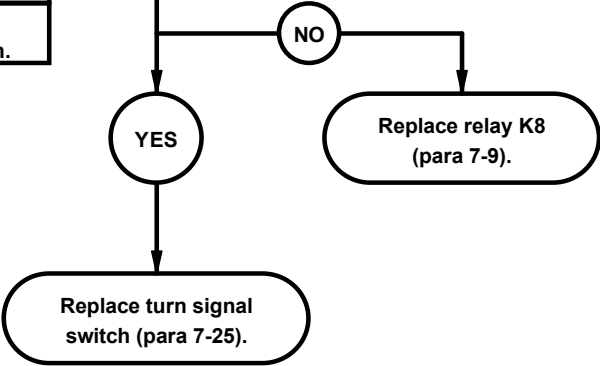 n.
NO
YES
Replace relay K8
(para 7-9).
Replace turn signal
switch (para 7-25).